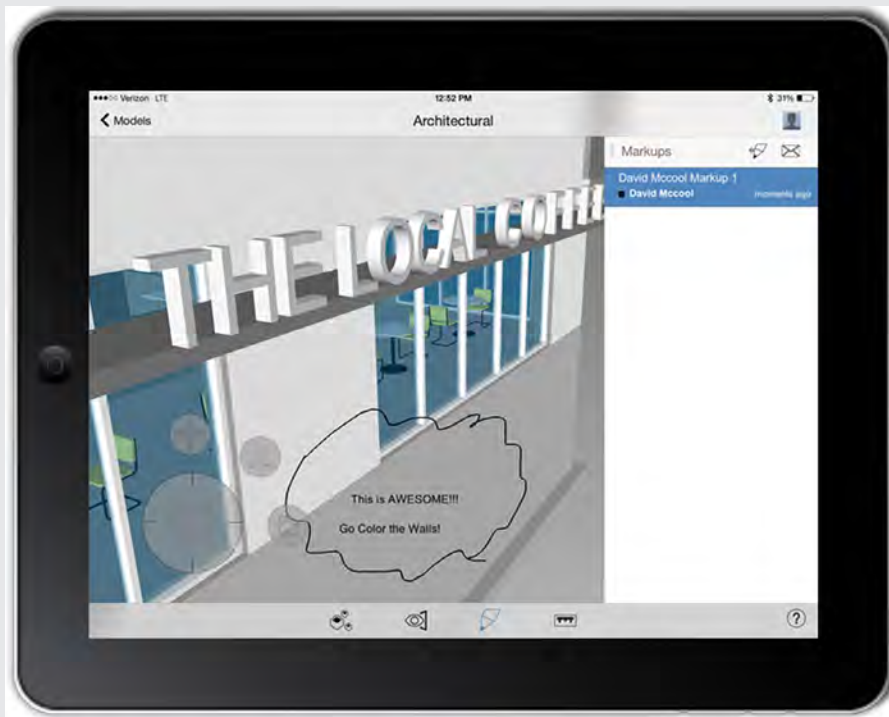 Verizon LTE
12:52 PM
31%
Models
Architectural
Markups
David Mccool Markup 1
David Mccool
moments ago
THE LOCAL COFFE
This is AWESOME!!!
Go Color the Walls!
?